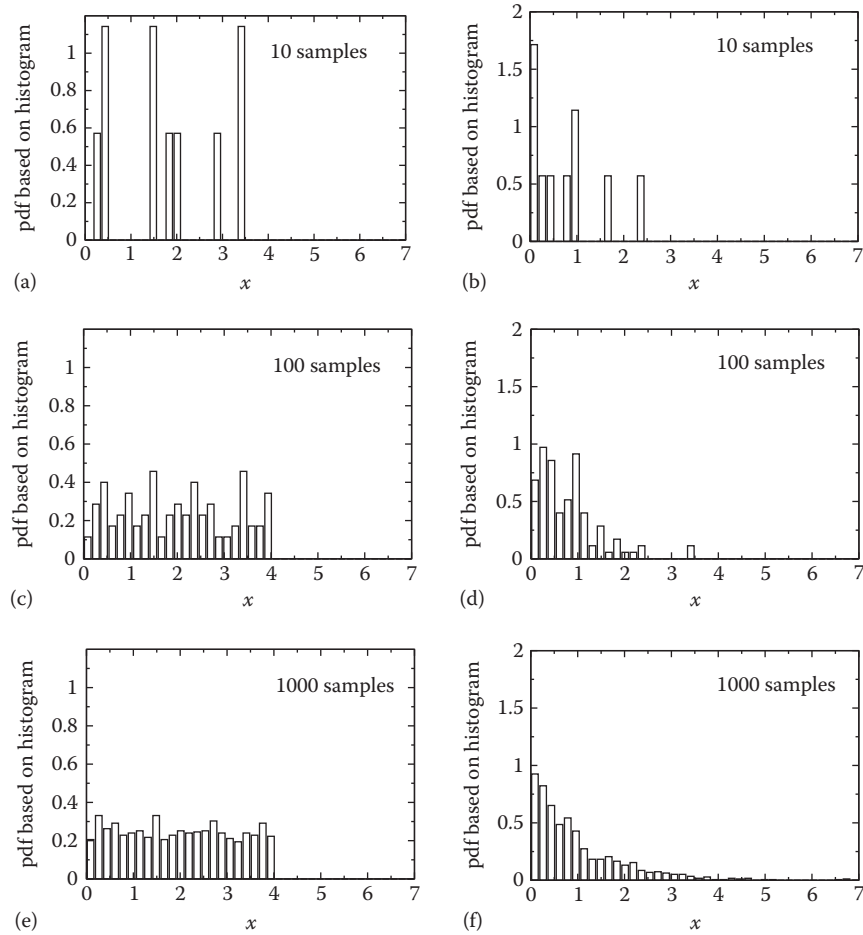 pdf based on histogram
1
0.8
0.6
0.4
0.2
0
10 samples
0 1 2 3 4 5 6 7
x
(a)
pdf based on histogram
2
1.5
1
0.5
0
10 samples
0 1 2 3 4 5 6 7
x
(b)
pdf based on histogram
1
0.8
0.6
0.4
0.2
0
100 samples
0 1 2 3 4 5 6 7
x
(c)
pdf based on histogram
2
1.5
1
0.5
0
100 samples
0 1 2 3 4 5 6 7
x
(d)
pdf based on histogram
1
0.8
0.6
0.4
0.2
0
1000 samples
0 1 2 3 4 5 6 7
x
(e)
pdf based on histogram
2
1.5
1
0.5
0
1000 samples
0 1 2 3 4 5 6 7
x
(f)